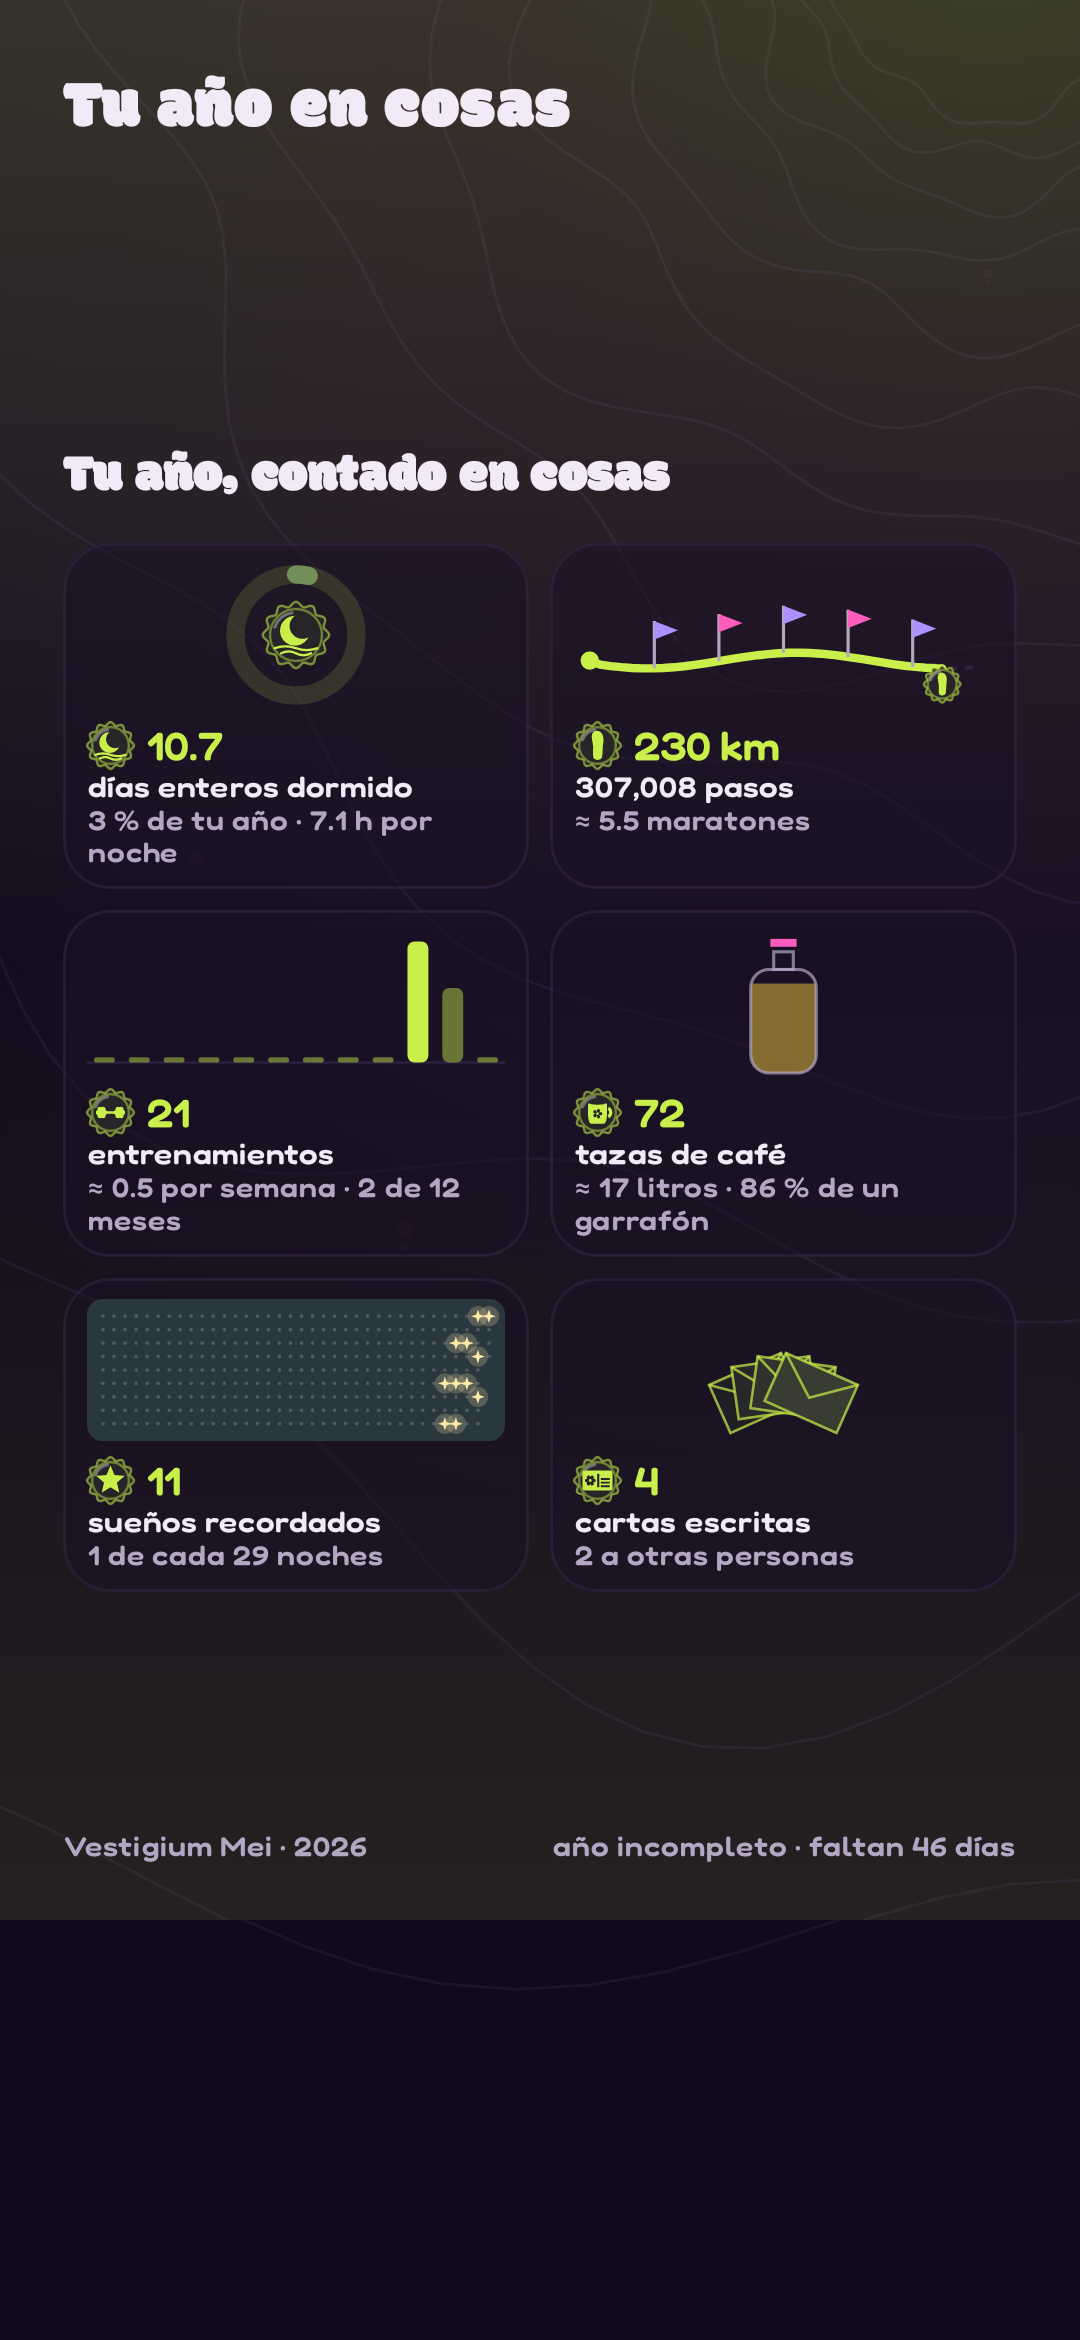 Tu año en cosas
Tu año, contado en cosas
10.7
días enteros dormido
3 % de tu año · 7.1 h por
noche
230 km
307,008 pasos
≈ 5.5 maratones
21
entrenamientos
≈ 0.5 por semana · 2 de 12
meses
72
tazas de café
≈ 17 litros · 86 % de un
garrafón
11
sueños recordados
1 de cada 29 noches
4
cartas escritas
2 a otras personas
Vestigium Mei · 2026
año incompleto · faltan 46 días